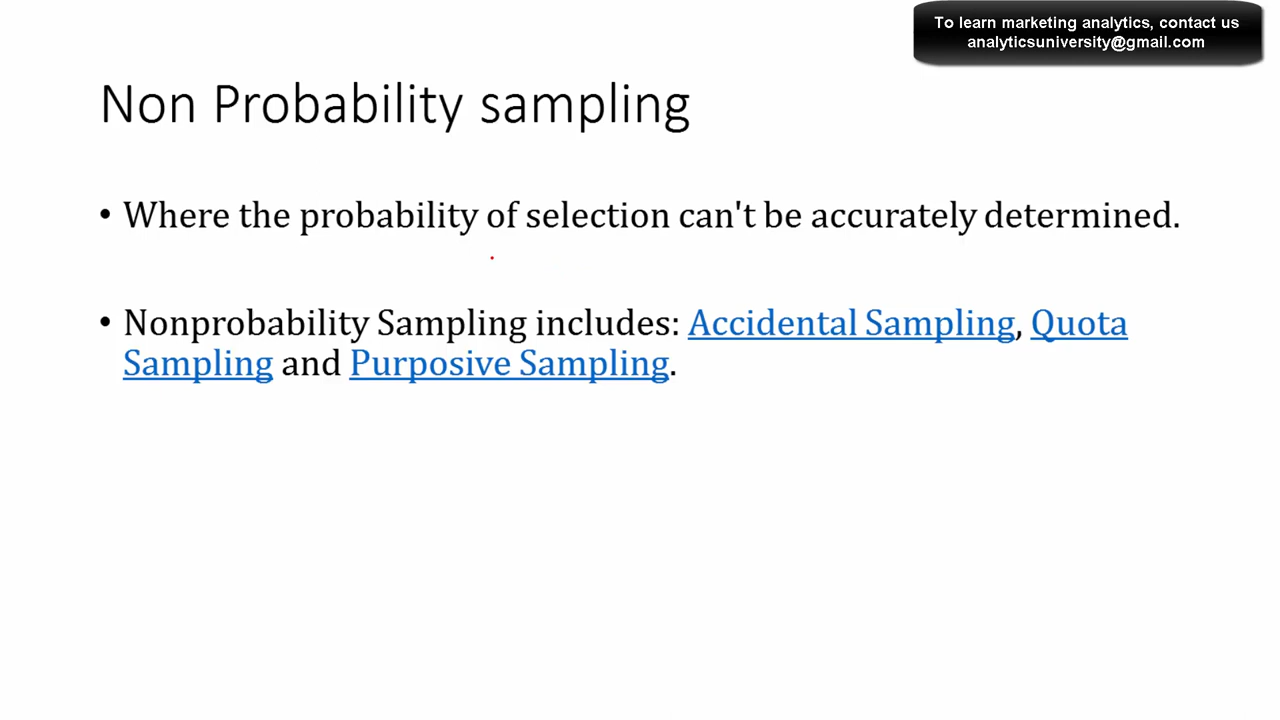 To learn marketing analytics, contact us
analyticsuniversity@gmail.com
Non Probability sampling
• Where the probability of selection can't be accurately determined.
• Nonprobability Sampling includes: Accidental Sampling, Quota
Sampling and Purposive Sampling.